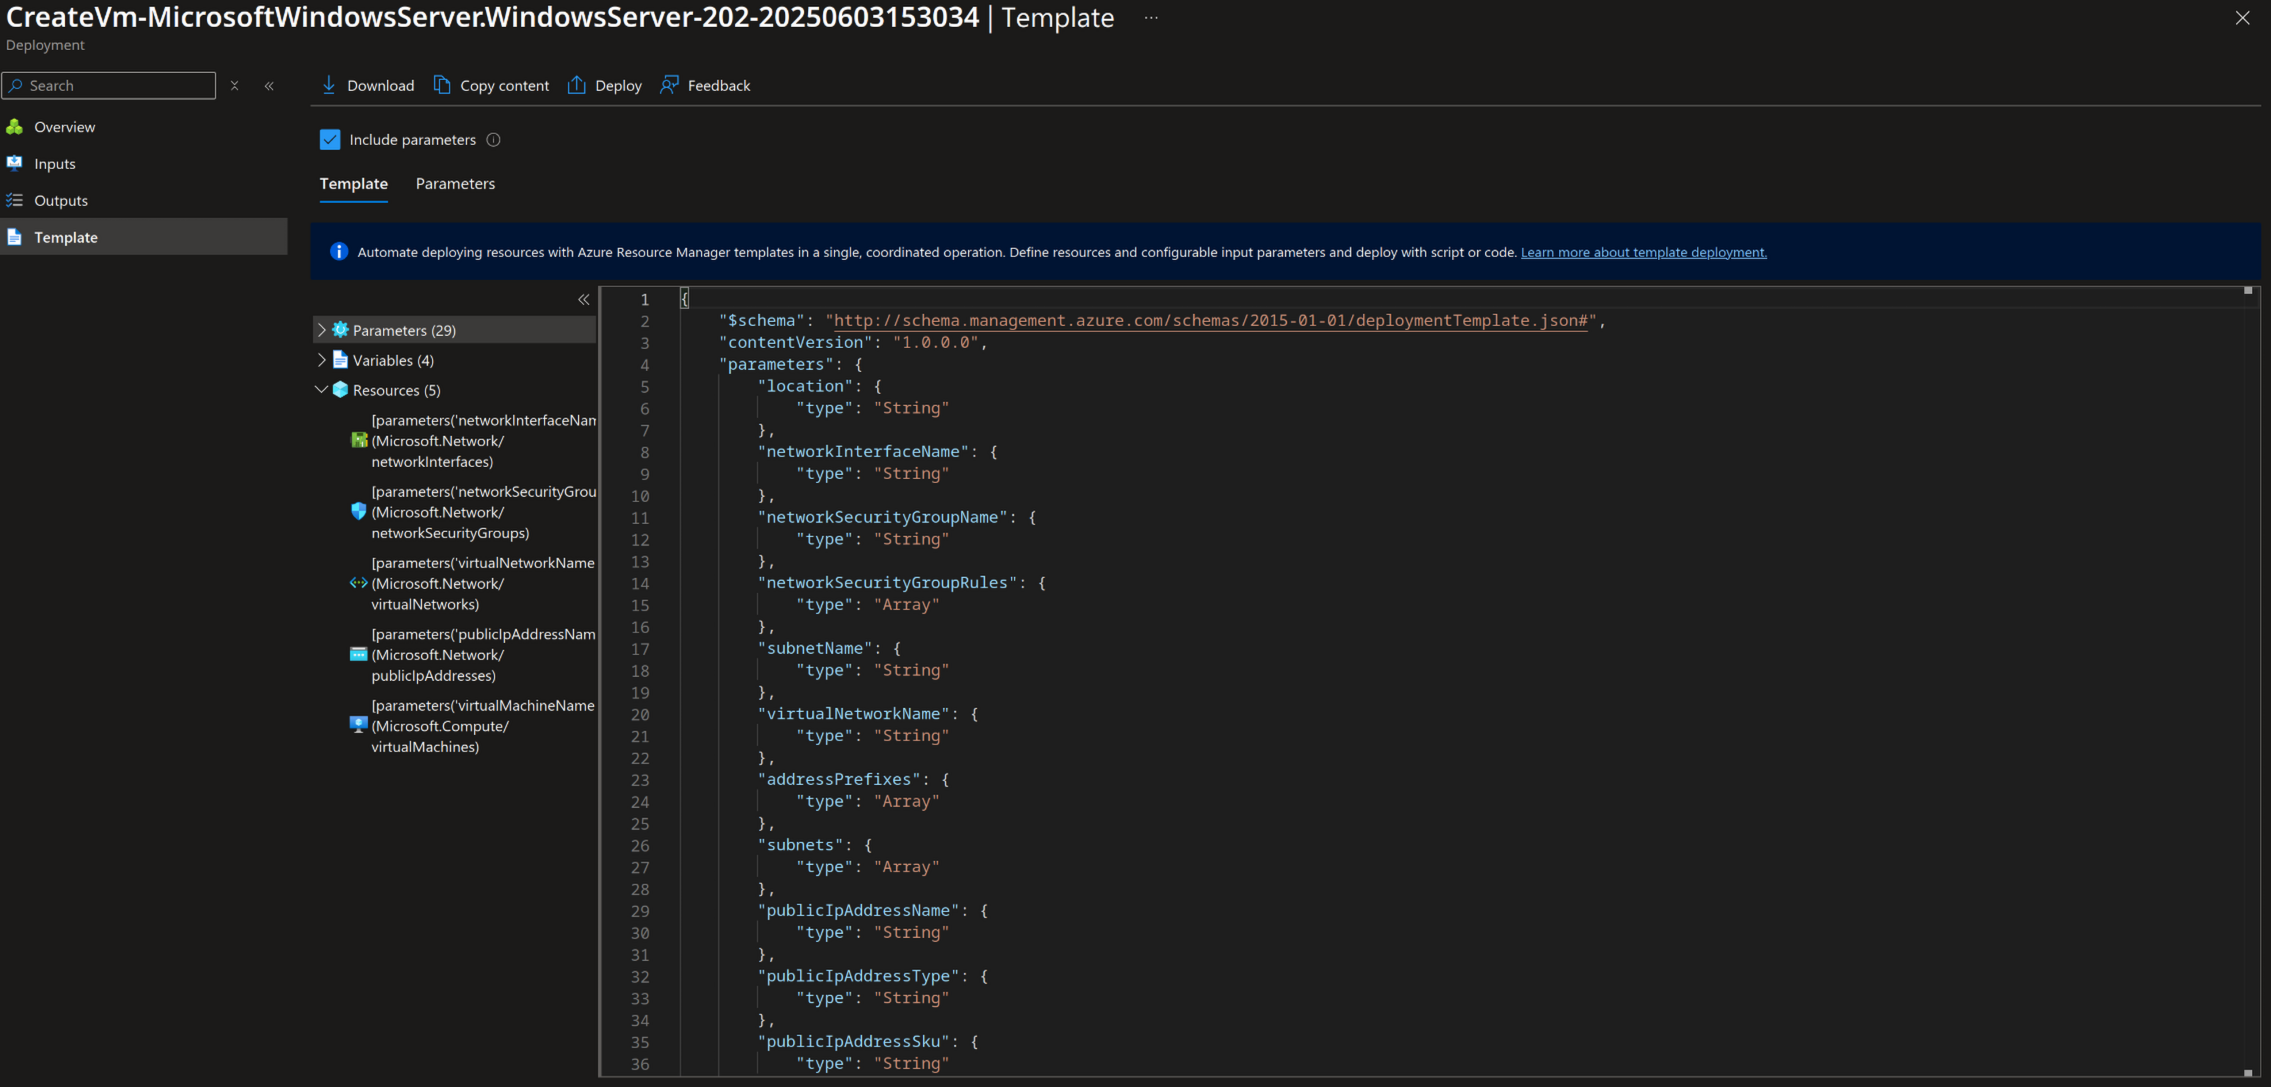 CreateVm-MicrosoftWindowsServer.WindowsServer-202-20250603153034 | Template ...
Deployment
Search
Overview
Inputs
Outputs
Template
Download Copy content Deploy Feedback
Include parameters
Template Parameters
Automate deploying resources with Azure Resource Manager templates in a single, coordinated operation. Define resources and configurable input parameters and deploy with script or code. Learn more about template deployment.
Parameters (29)
Variables (4)
Resources (5)
[parameters('networkInterfaceNam
(Microsoft.Network/
networkInterfaces)
[parameters('networkSecurityGrou
(Microsoft.Network/
networkSecurityGroups)
[parameters('virtualNetworkName
(Microsoft.Network/
virtualNetworks)
[parameters('publicIpAddressNam
(Microsoft.Network/
publicIpAddresses)
[parameters('virtualMachineName
(Microsoft.Compute/
virtualMachines)
1 {
2 "$schema": "http://schema.management.azure.com/schemas/2015-01-01/deploymentTemplate.json#",
3 "contentVersion": "1.0.0.0",
4 "parameters": {
5 "location": {
6 "type": "String"
7 },
8 "networkInterfaceName": {
9 "type": "String"
10 },
11 "networkSecurityGroupName": {
12 "type": "String"
13 },
14 "networkSecurityGroupRules": {
15 "type": "Array"
16 },
17 "subnetName": {
18 "type": "String"
19 },
20 "virtualNetworkName": {
21 "type": "String"
22 },
23 "addressPrefixes": {
24 "type": "Array"
25 },
26 "subnets": {
27 "type": "Array"
28 },
29 "publicIpAddressName": {
30 "type": "String"
31 },
32 "publicIpAddressType": {
33 "type": "String"
34 },
35 "publicIpAddressSku": {
36 "type": "String"